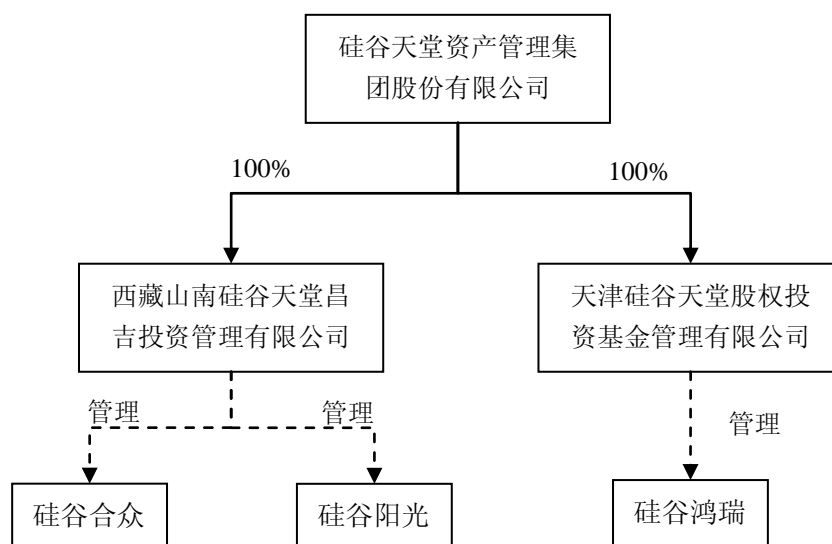 硅谷天堂资产管理集
团股份有限公司
100%
100%
西藏山南硅谷天堂昌
吉投资管理有限公司
天津硅谷天堂股权投
资基金管理有限公司
管理
管理
管理
硅谷合众
硅谷阳光
硅谷鸿瑞